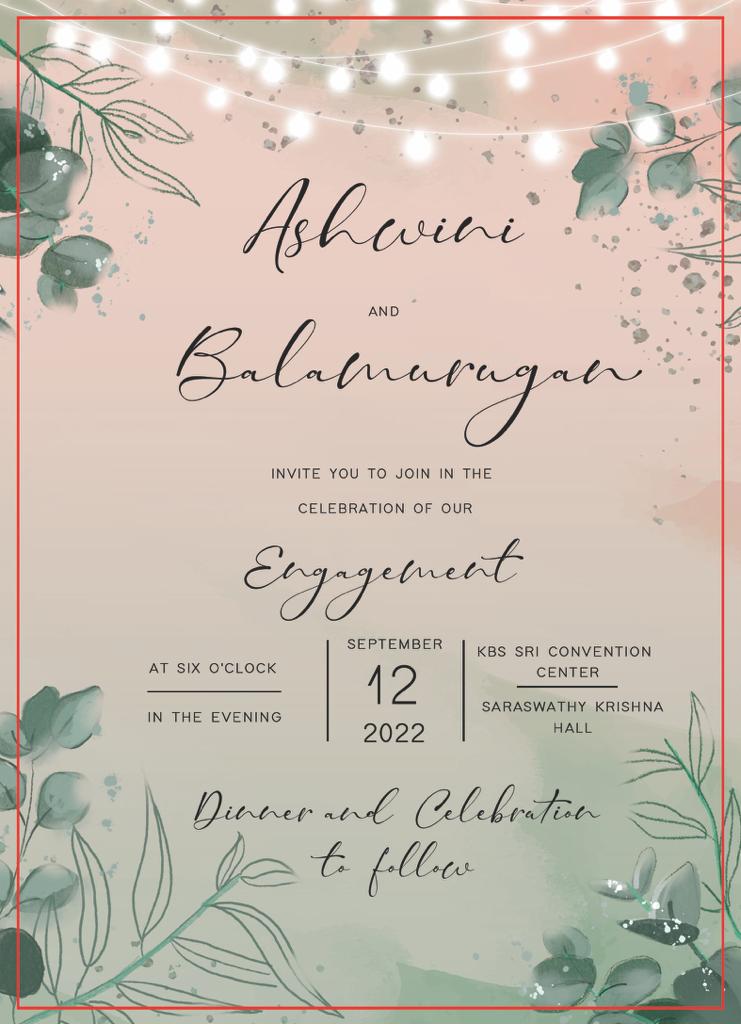 Ashwini
AND
Balamurugan
INVITE YOU TO JOIN IN THE
CELEBRATION OF OUR
Engagement
AT SIX O'CLOCK
IN THE EVENING
SEPTEMBER
12
2022
KBS SRI CONVENTION
CENTER
SARASWATHY KRISHNA
HALL
Dinner and Celebration
to follow